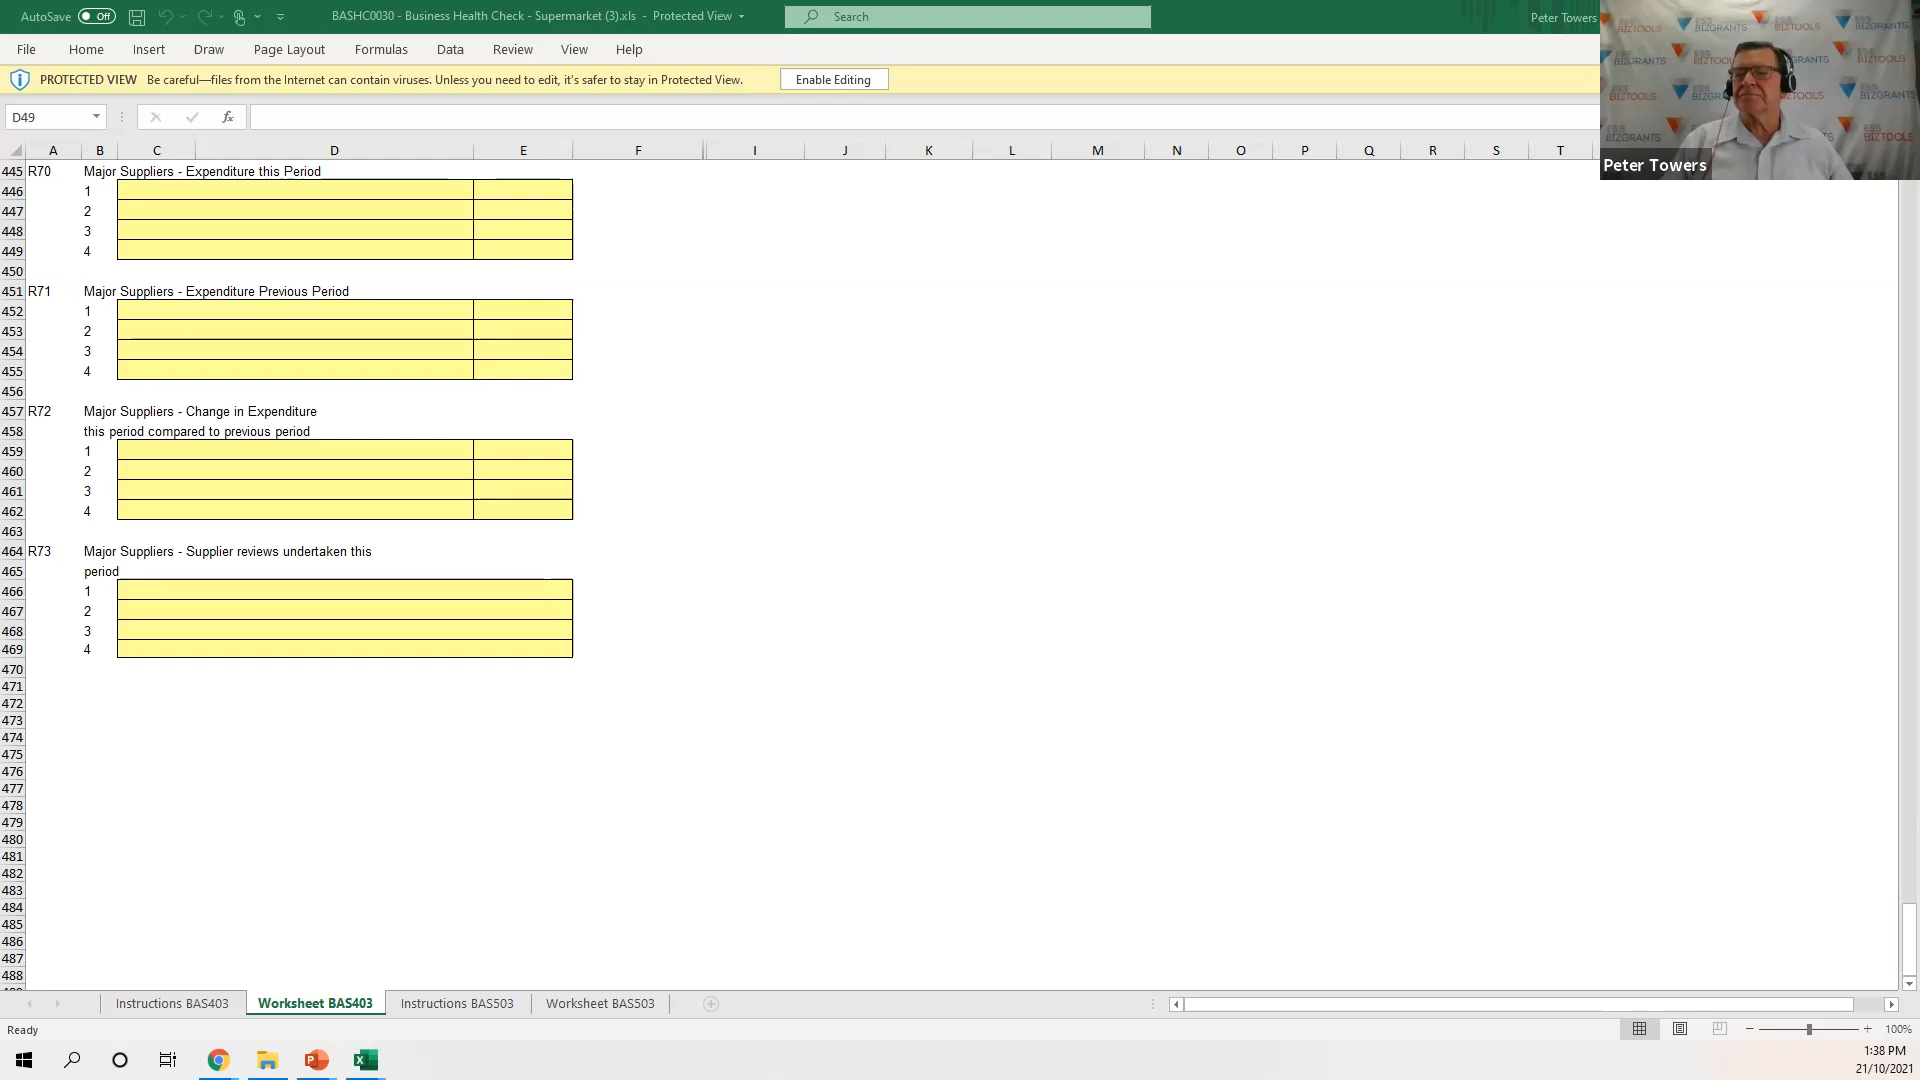 AutoSave Off BASHC0030 - Business Health Check - Supermarket (3).xls - Protected View Search Peter Towers
File Home Insert Draw Page Layout Formulas Data Review View Help
PROTECTED VIEW Be careful—files from the Internet can contain viruses. Unless you need to edit, it's safer to stay in Protected View. Enable Editing
D49 fx
A B C D E F I J K L M N O P Q R S T
445 R70 Major Suppliers - Expenditure this Period
446 1
447 2
448 3
449 4
450
451 R71 Major Suppliers - Expenditure Previous Period
452 1
453 2
454 3
455 4
456
457 R72 Major Suppliers - Change in Expenditure
458 this period compared to previous period
459 1
460 2
461 3
462 4
463
464 R73 Major Suppliers - Supplier reviews undertaken this
465 period
466 1
467 2
468 3
469 4
470
471
472
473
474
475
476
477
478
479
480
481
482
483
484
485
486
487
488
Instructions BAS403 Worksheet BAS403 Instructions BAS503 Worksheet BAS503
Ready 100%
1:38 PM
21/10/2021
ESS BIZTOOLS
ESS BIZGRANTS
Peter Towers